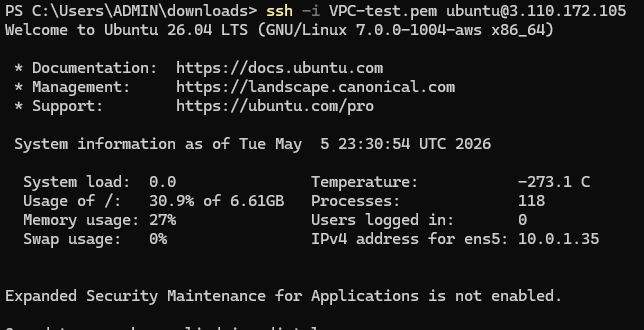 PS C:\Users\ADMIN\downloads> ssh -i VPC-test.pem ubuntu@3.110.172.105
Welcome to Ubuntu 26.04 LTS (GNU/Linux 7.0.0-1004-aws x86_64)
* Documentation: https://docs.ubuntu.com
* Management: https://landscape.canonical.com
* Support: https://ubuntu.com/pro
System information as of Tue May 5 23:30:54 UTC 2026
System load: 0.0 Temperature: -273.1 C
Usage of /: 30.9% of 6.61GB Processes: 118
Memory usage: 27% Users logged in: 0
Swap usage: 0% IPv4 address for ens5: 10.0.1.35
Expanded Security Maintenance for Applications is not enabled.